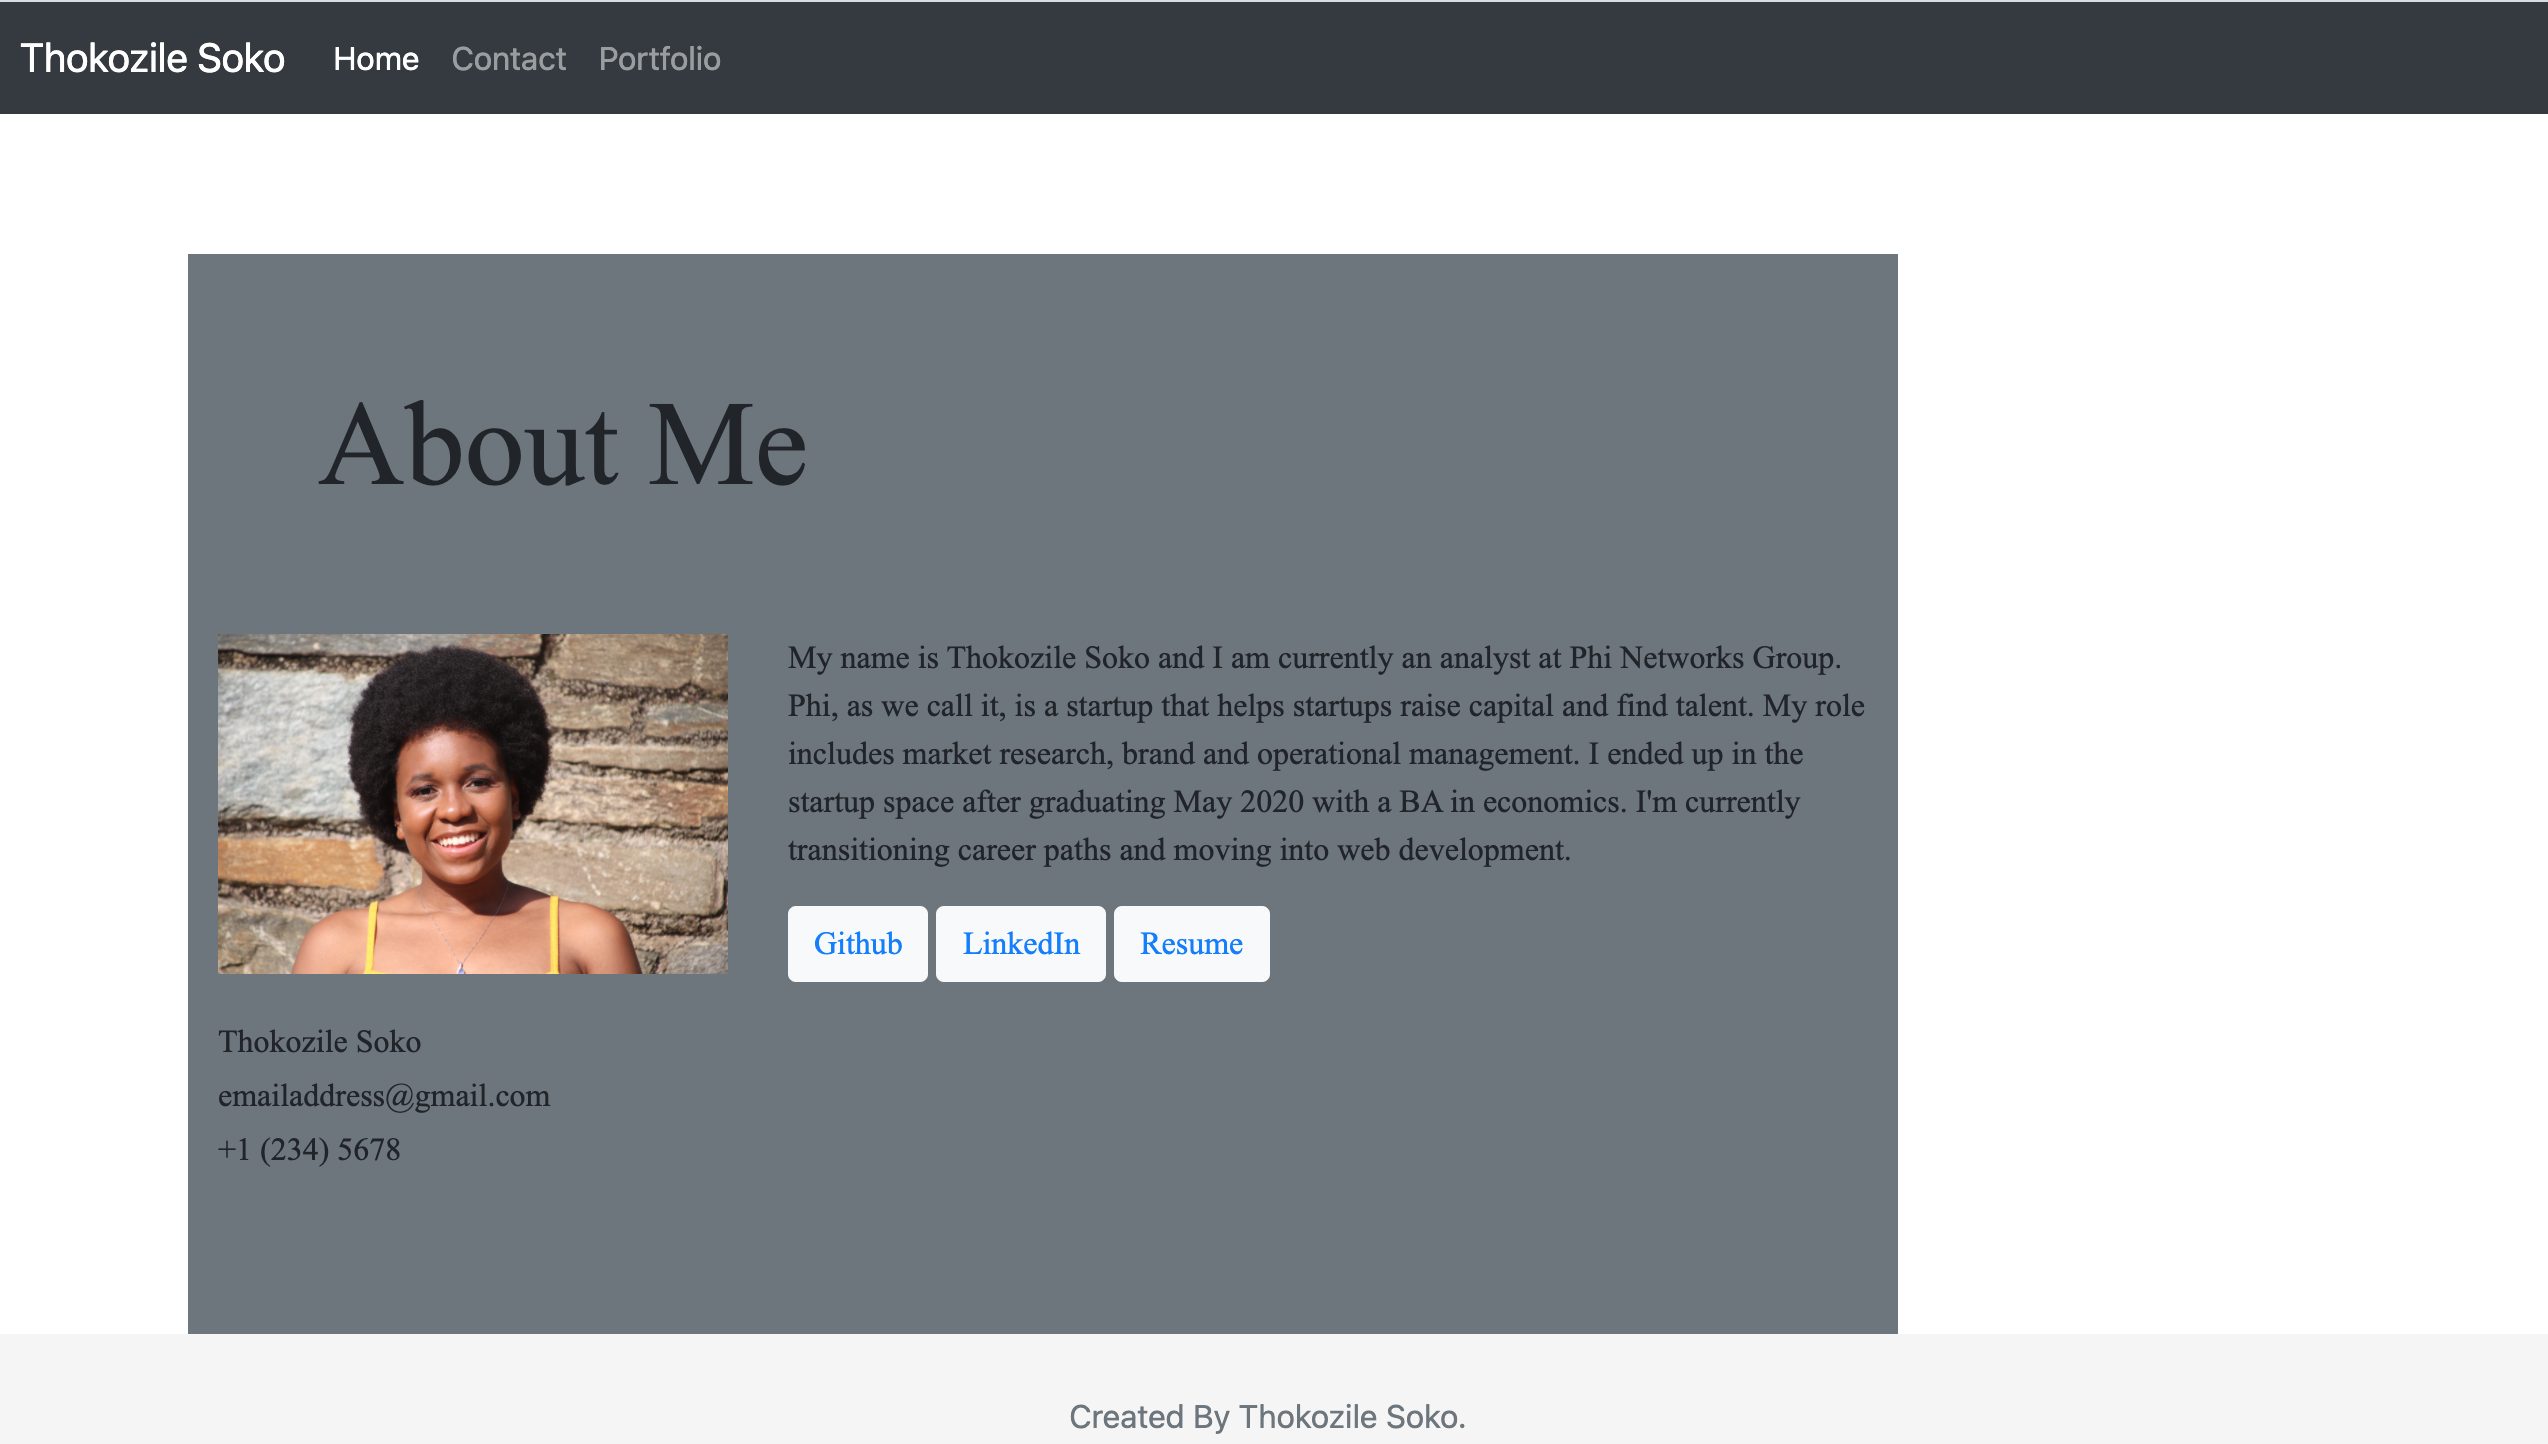 Thokozile Soko Home Contact Portfolio
About Me
My name is Thokozile Soko and I am currently an analyst at Phi Networks Group.
Phi, as we call it, is a startup that helps startups raise capital and find talent. My role
includes market research, brand and operational management. I ended up in the
startup space after graduating May 2020 with a BA in economics. I'm currently
transitioning career paths and moving into web development.
Github LinkedIn Resume
Thokozile Soko
emailaddress@gmail.com
+1 (234) 5678
Created By Thokozile Soko.